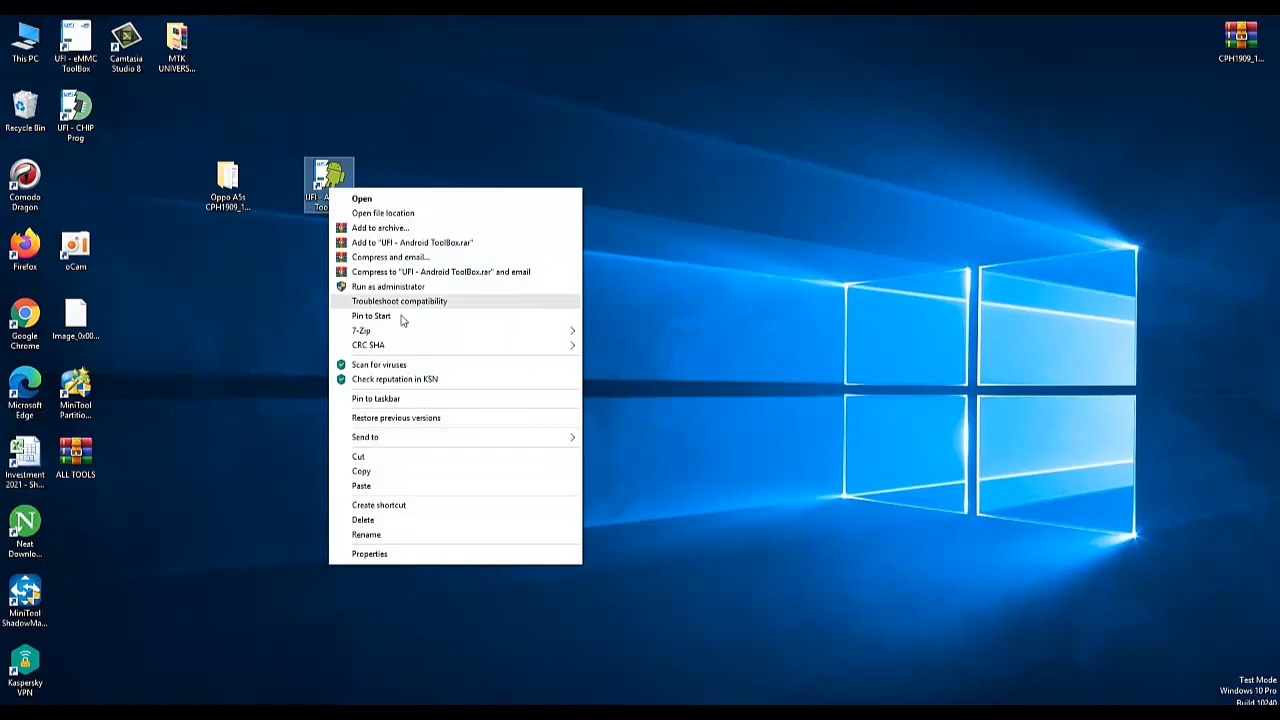 This PC
UFI - eMMC
ToolBox
Camtasia
Studio 8
MTK
UNIVERS...
CPH1909_1...
Recycle Bin
UFI - CHIP
Prog
Comodo
Dragon
Oppo A5s
CPH1909_1...
UFI - A
Too
Firefox
oCam
Google
Chrome
Image_0x00...
Microsoft
Edge
MiniTool
Partitio...
Investment
2021 - Sh...
ALL TOOLS
Neat
Downlo...
MiniTool
ShadowMa...
Kaspersky
VPN
Open
Open file location
Add to archive...
Add to "UFI - Android ToolBox.rar"
Compress and email...
Compress to "UFI - Android ToolBox.rar" and email
Run as administrator
Troubleshoot compatibility
Pin to Start
7-Zip
CRC SHA
Scan for viruses
Check reputation in KSN
Pin to taskbar
Restore previous versions
Send to
Cut
Copy
Paste
Create shortcut
Delete
Rename
Properties
Test Mode
Windows 10 Pro
Build 10240